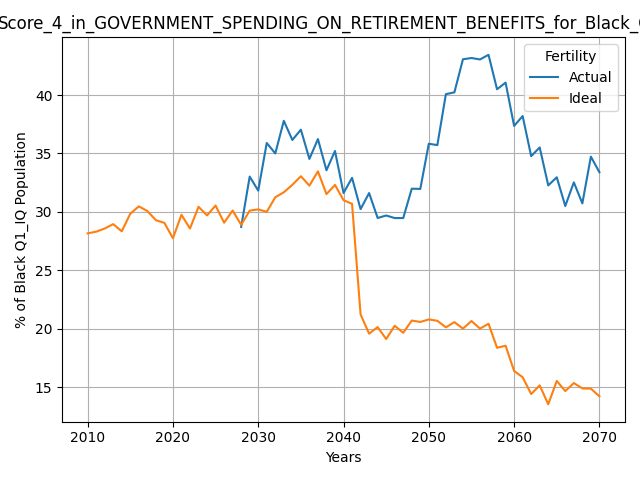 Score_4_in_GOVERNMENT_SPENDING_ON_RETIREMENT_BENEFITS_for_Black_
Fertility
Actual
Ideal
% of Black Q1_IQ Population
40
35
30
25
20
15
2010 2020 2030 2040 2050 2060 2070
Years